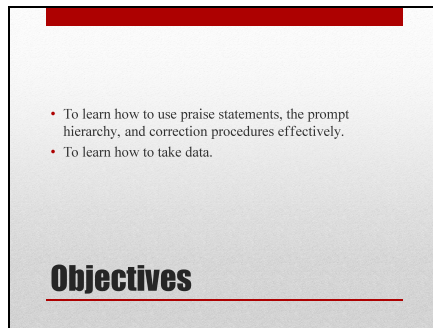 • To learn how to use praise statements, the prompt
hierarchy, and correction procedures effectively.
• To learn how to take data.
Objectives